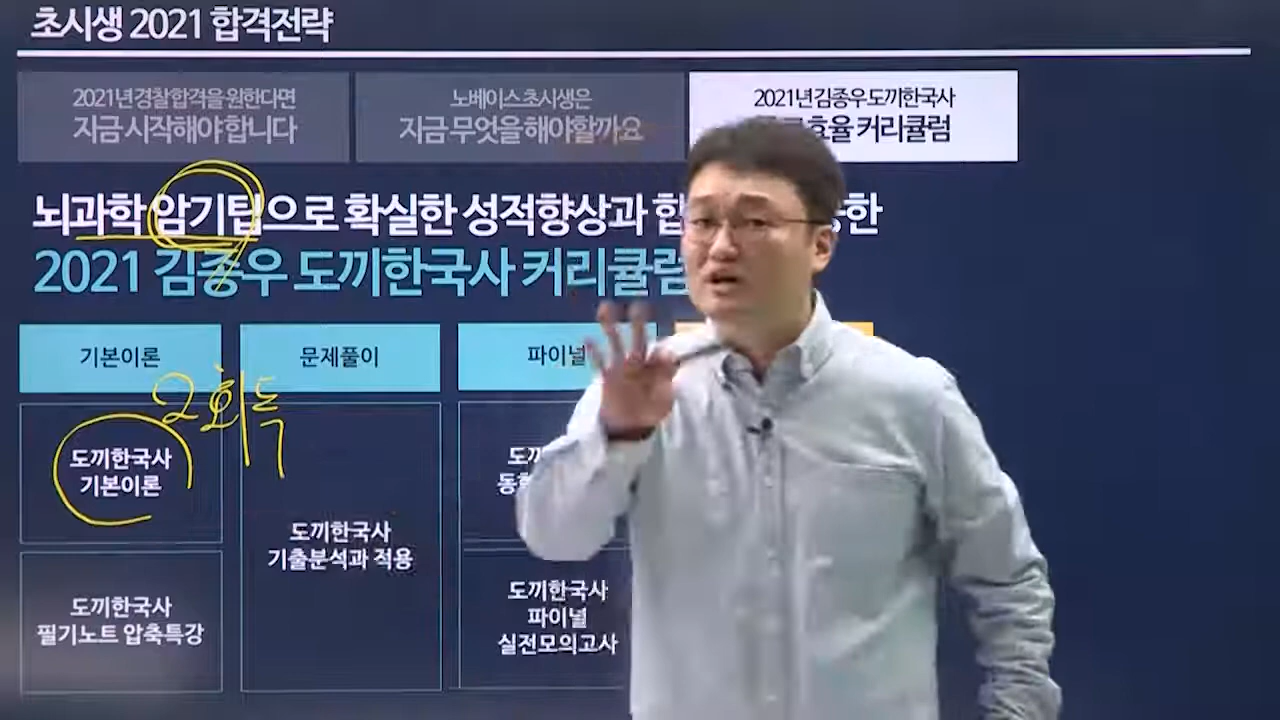 초시생 2021 합격전략
2021년 경찰합격을 원한다면
지금 시작해야 합니다
노베이스 초시생은
지금 무엇을 해야할까요
2021년 김종우 도끼한국사
효율 커리큘럼
뇌과학 암기팁으로 확실한 성적향상과 합
2021 김종우 도끼한국사 커리큘럼
기본이론
문제풀이
파이널
2회독
도끼한국사
기본이론
도끼한국사
필기노트 압축특강
도끼한국사
기출분석과 적용
도끼한국사
파이널
실전모의고사